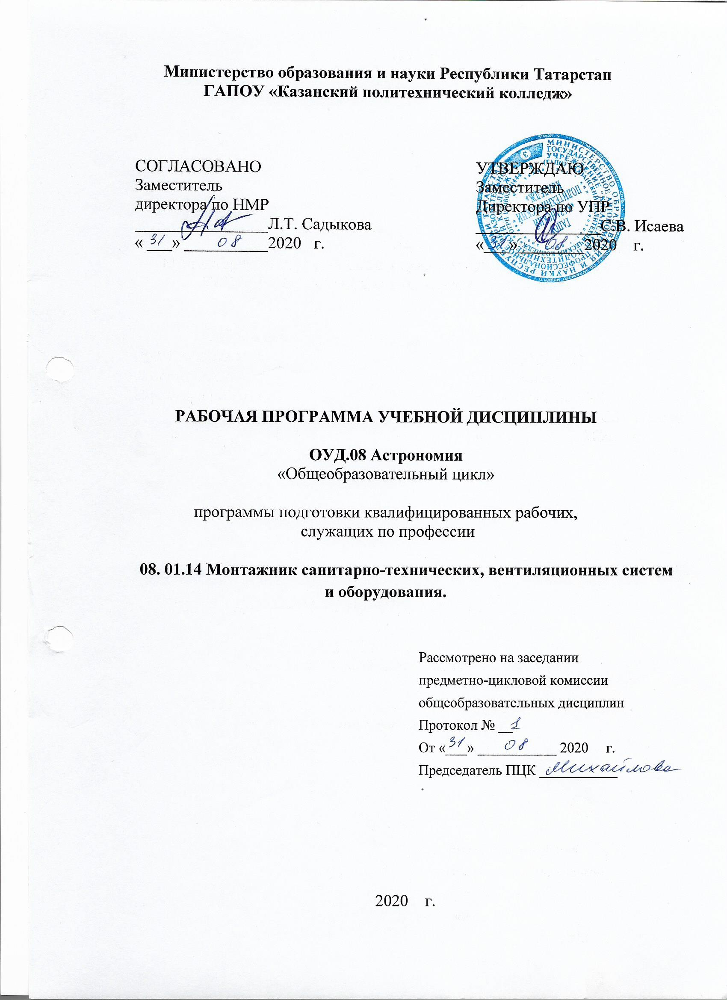 Министерство образования и науки Республики Татарстан
ГАПОУ «Казанский политехнический колледж»
СОГЛАСОВАНО
Заместитель
директора по НМР
Л.Т. Садыкова
« 31 » 08 2020 г.
УТВЕРЖДАЮ
Заместитель
Директора по УПР
С.В. Исаева
«31» 08 2020 г.
РАБОЧАЯ ПРОГРАММА УЧЕБНОЙ ДИСЦИПЛИНЫ
ОУД.08 Астрономия
«Общеобразовательный цикл»
программы подготовки квалифицированных рабочих,
служащих по профессии
08. 01.14 Монтажник санитарно-технических, вентиляционных систем
и оборудования.
Рассмотрено на заседании
предметно-цикловой комиссии
общеобразовательных дисциплин
Протокол № 1
От «31» 08 2020 г.
Председатель ПЦК Михайлова
2020 г.